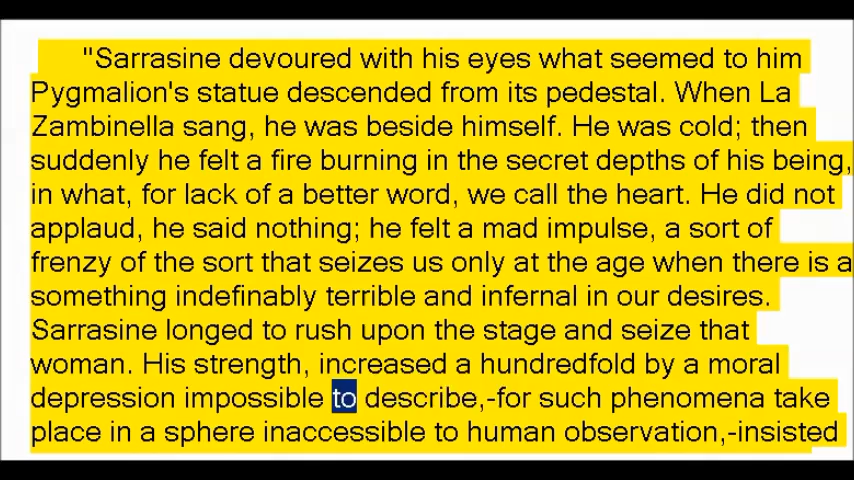 "Sarrasine devoured with his eyes what seemed to him
Pygmalion's statue descended from its pedestal. When La
Zambinella sang, he was beside himself. He was cold; then
suddenly he felt a fire burning in the secret depths of his being,
in what, for lack of a better word, we call the heart. He did not
applaud, he said nothing; he felt a mad impulse, a sort of
frenzy of the sort that seizes us only at the age when there is a
something indefinably terrible and infernal in our desires.
Sarrasine longed to rush upon the stage and seize that
woman. His strength, increased a hundredfold by a moral
depression impossible to describe,-for such phenomena take
place in a sphere inaccessible to human observation,-insisted